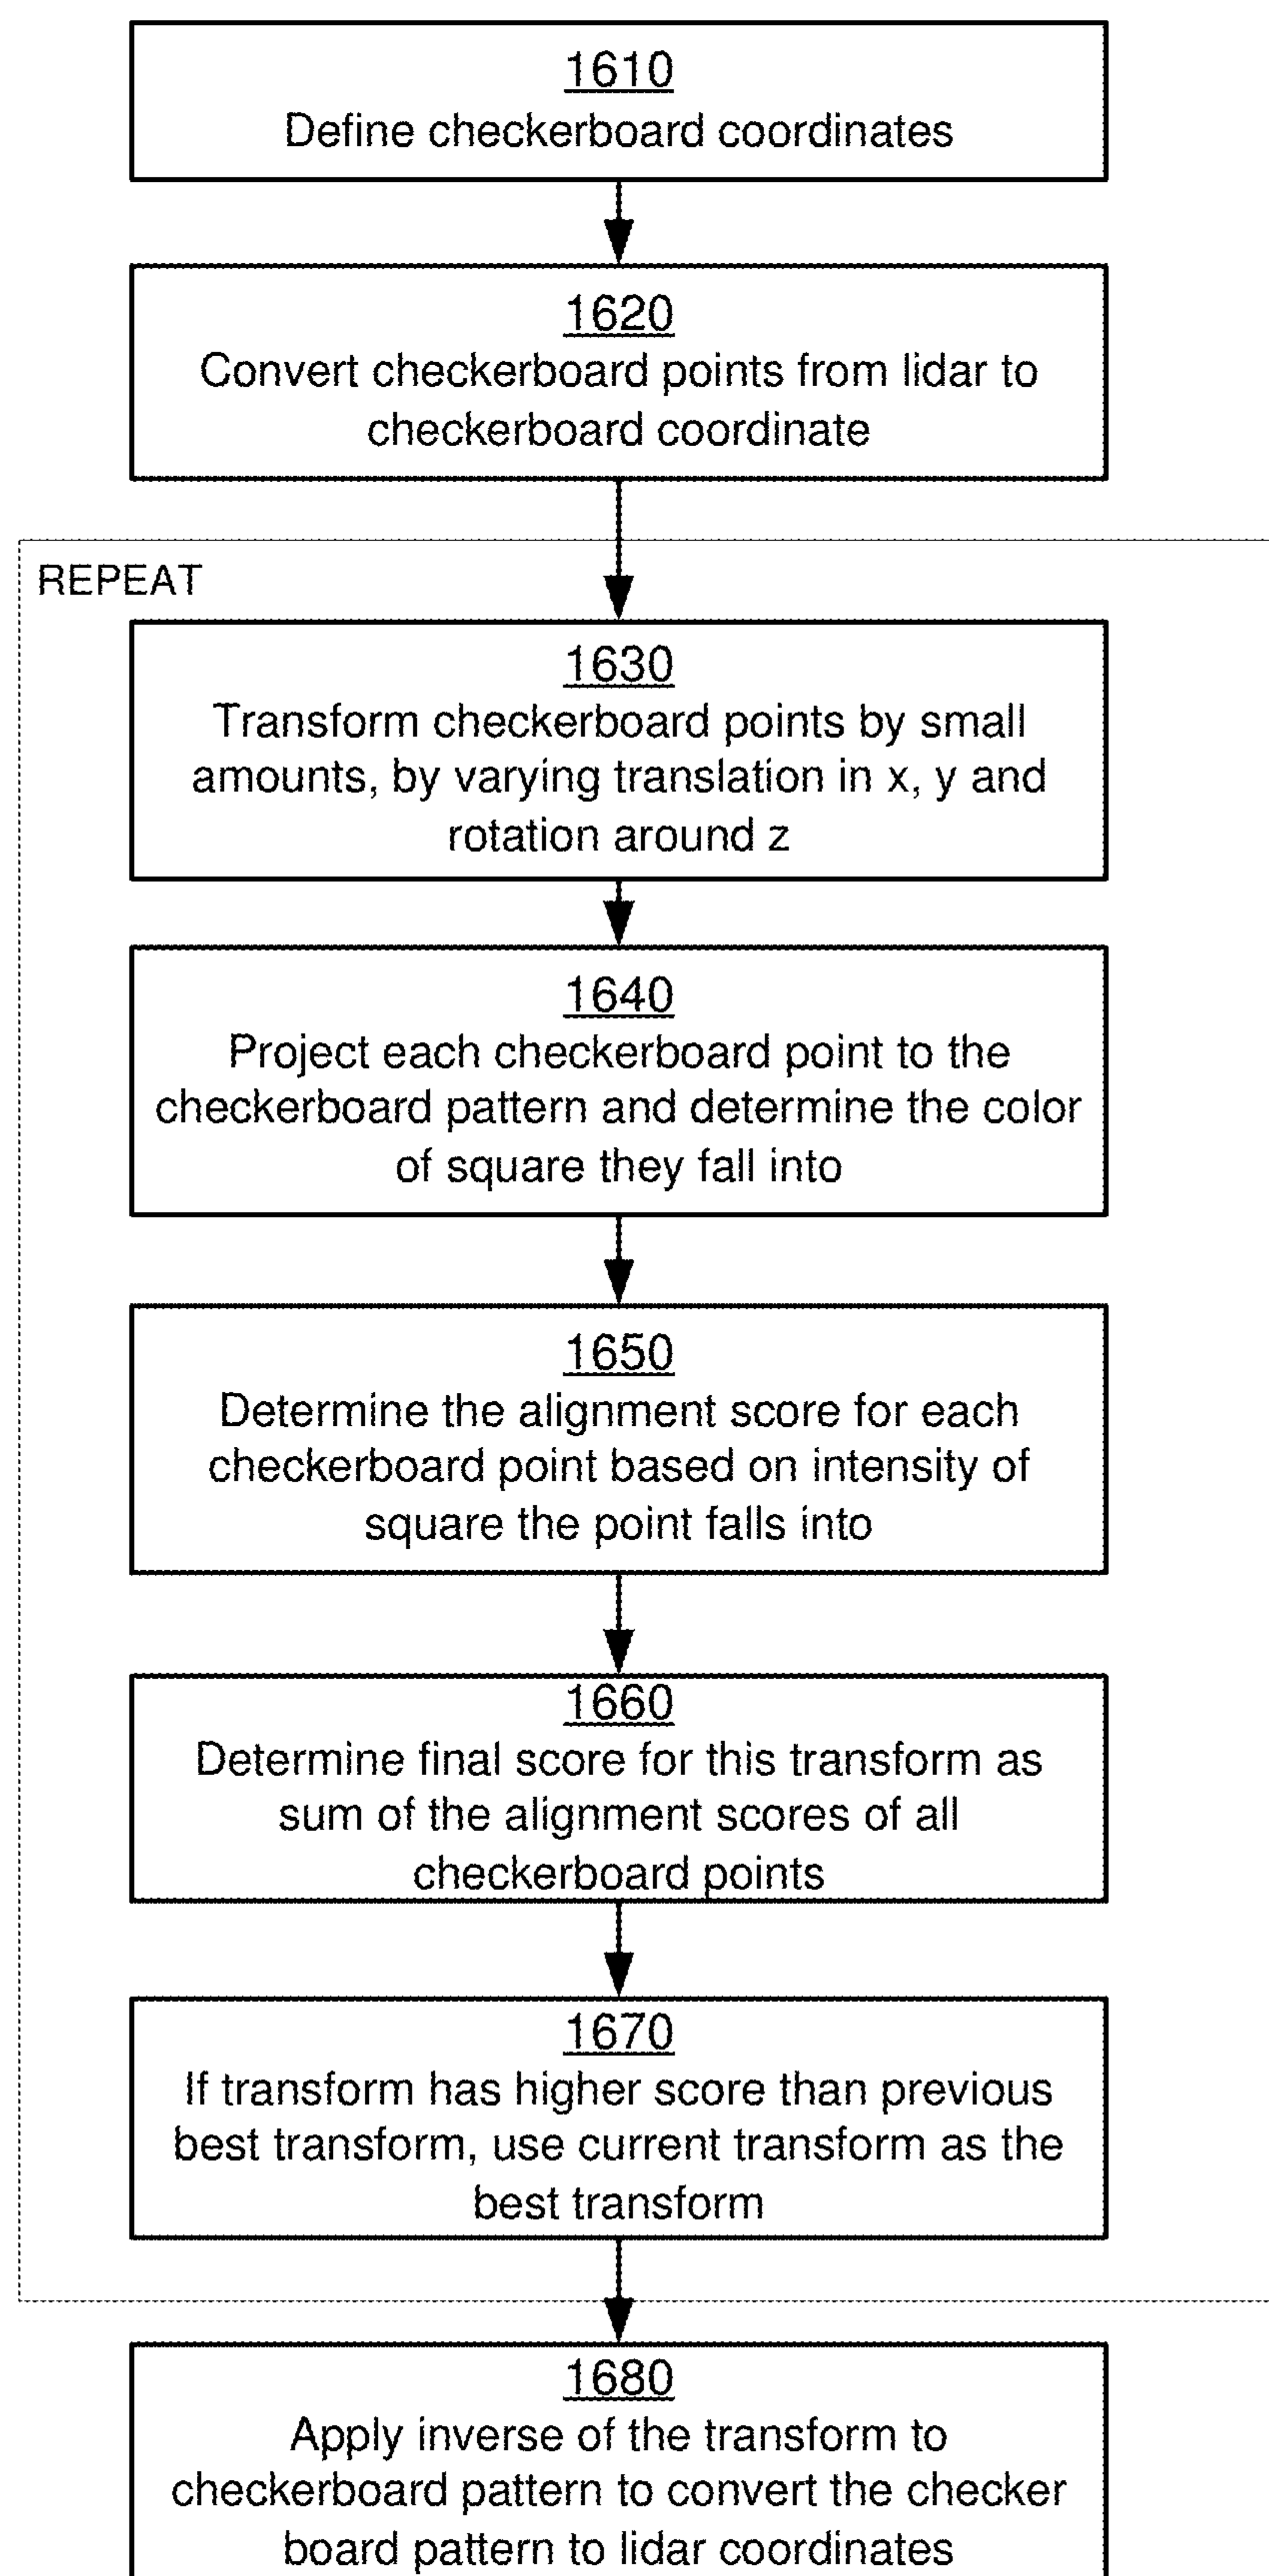 1610
Define checkerboard coordinates
1620
Convert checkerboard points from lidar to
checkerboard coordinate
REPEAT
1630
Transform checkerboard points by small
amounts, by varying translation in x, y and
rotation around z
1640
Project each checkerboard point to the
checkerboard pattern and determine the color
of square they fall into
1650
Determine the alignment score for each
checkerboard point based on intensity of
square the point falls into
1660
Determine final score for this transform as
sum of the alignment scores of all
checkerboard points
1670
If transform has higher score than previous
best transform, use current transform as the
best transform
1680
Apply inverse of the transform to
checkerboard pattern to convert the checker
board pattern to lidar coordinates